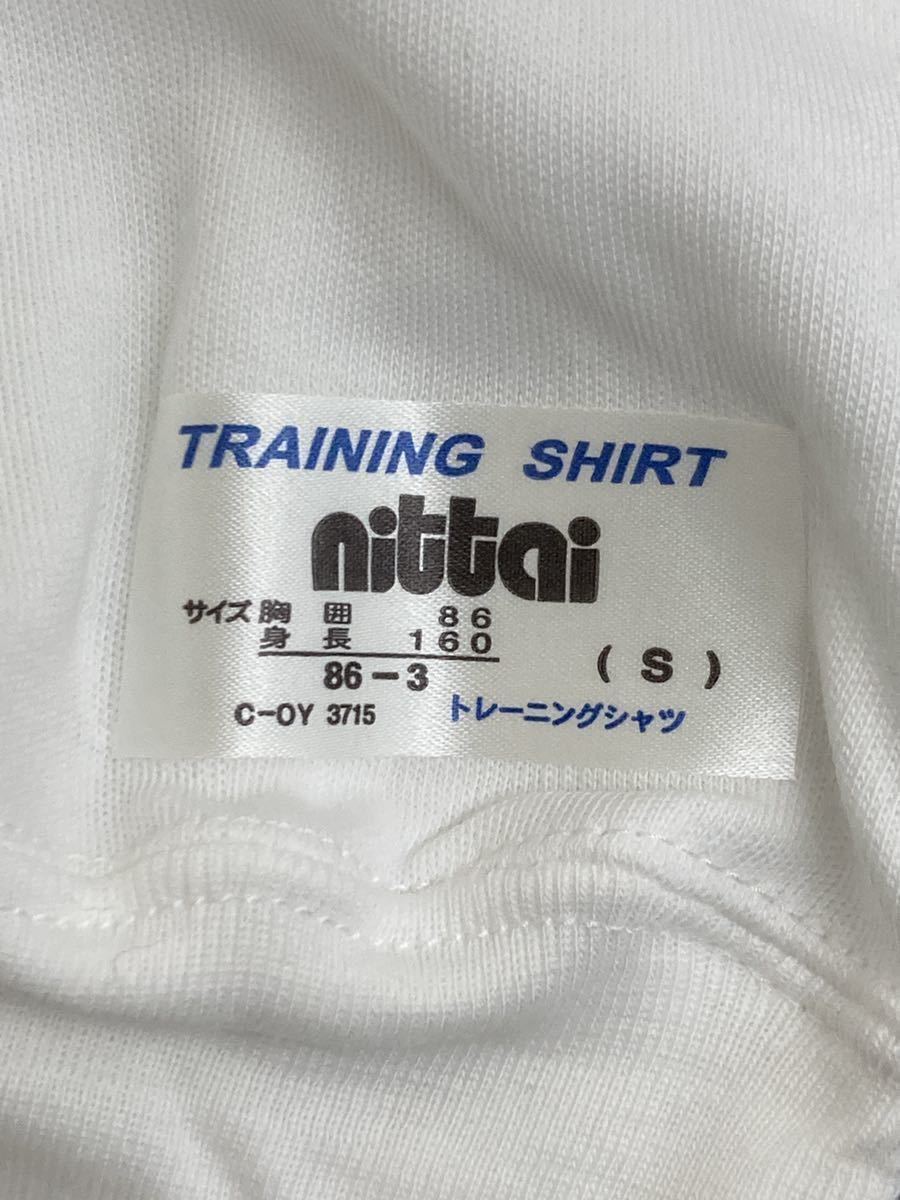 TRAINING SHIRT
nittai
サイズ 胸囲 86
身長 160
86-3 (S)
C-OY 3715 トレーニングシャツ